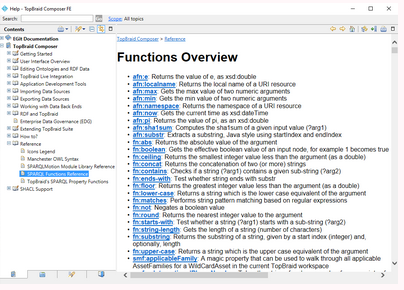 Help - TopBraid Composer FE
Search:
Scope: All topics
Contents
EGit Documentation
TopBraid Composer
Getting Started
User Interface Overview
Editing Ontologies and RDF Data
TopBraid Live Integration
Application Development Tools
Importing Data Sources
Exporting Data Sources
Working with Data Back Ends
RDF and TopBraid
Enterprise Data Governance (EDG)
Extending TopBraid Suite
How to?
Reference
Icons Legend
Manchester OWL Syntax
SPARQLMotion Module Library Reference
SPARQL Functions Reference
TopBraid's SPARQL Property Functions
SHACL Support
TopBraid Composer > Reference
Functions Overview
afn:e: Returns the value of e, as xsd:double
afn:localname: Returns the local name of a URI resource
afn:max: Gets the max value of two numeric arguments
afn:min: Gets the min value of two numeric arguments
afn:namespace: Returns the namespace of a URI resource
afn:now: Gets the current time as xsd:dateTime
afn:pi: Returns the value of pi, as an xsd:double
afn:sha1sum: Computes the sha1sum of a given input value (?arg1)
afn:substr: Extracts a substring, Java style using startIndex and endIndex
fn:abs: Returns the absolute value of the argument
fn:boolean: Gets the effective boolean value of an input node, for example 1 becomes true
fn:ceiling: Returns the smallest integer value less than the argument (as a double)
fn:concat: Returns the concatenation of two (or more) strings
fn:contains: Checks if a string (?arg1) contains a given sub-string (?arg2)
fn:ends-with: Tests whether string ends with substr
fn:floor: Returns the greatest integer value less than the argument (as a double)
fn:lower-case: Returns a string which is the lower case equivalent of the argument
fn:matches: Performs string pattern matching based on regular expressions
fn:not: Negates a boolean value
fn:round: Returns the nearest integer value to the argument
fn:starts-with: Test whether a string (?arg1) starts with a sub-string (?arg2)
fn:string-length: Gets the length of a string (number of characters)
fn:substring: Returns the substring of a string, given by a start index (integer) and,
optionally, length
fn:upper-case: Returns a string which is the upper case equivalent of the argument
smf:applicableFamily: A magic property that can be used to walk through all applicable
AssetFamilies for a WildCardAsset in the current TopBraid workspace